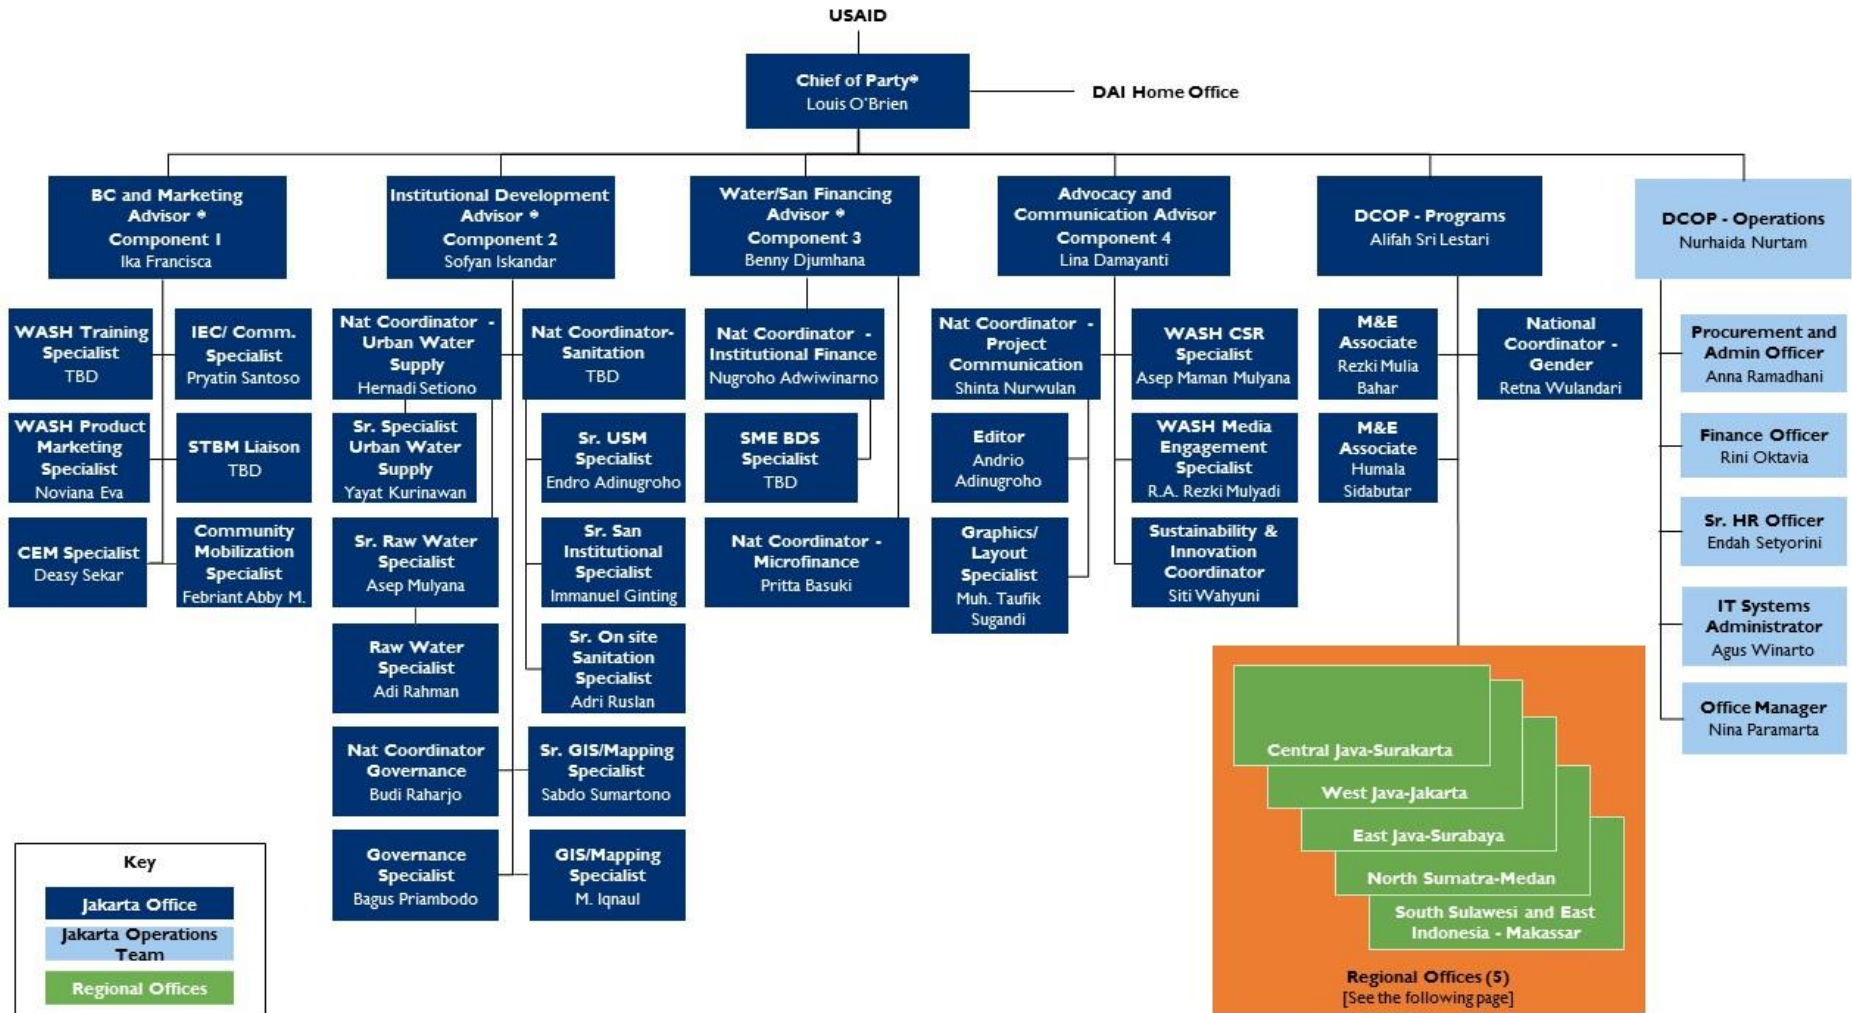 USAID
Chief of Party*
Louis O'Brien
DAI Home Office
BC and Marketing
Advisor *
Component 1
Ika Francisca
Institutional Development
Advisor *
Component 2
Sofyan Iskandar
Water/San Financing
Advisor *
Component 3
Benny Djumhana
Advocacy and
Communication Advisor
Component 4
Lina Damayanti
DCOP - Programs
Alifah Sri Lestari
DCOP - Operations
Nurhaida Nurtam
WASH Training
Specialist
TBD
IEC/ Comm.
Specialist
Pryatin Santoso
WASH Product
Marketing
Specialist
Noviana Eva
STBM Liaison
TBD
CEM Specialist
Deasy Sekar
Community
Mobilization
Specialist
Febriant Abby M.
Nat Coordinator -
Urban Water
Supply
Hernadi Setiono
Nat Coordinator-
Sanitation
TBD
Sr. Specialist
Urban Water
Supply
Yayat Kurinawan
Sr. USM
Specialist
Endro Adinugroho
Sr. Raw Water
Specialist
Asep Mulyana
Sr. San
Institutional
Specialist
Immanuel Ginting
Raw Water
Specialist
Adi Rahman
Sr. On site
Sanitation
Specialist
Adri Ruslan
Nat Coordinator
Governance
Budi Raharjo
Sr. GIS/Mapping
Specialist
Sabdo Sumartono
Governance
Specialist
Bagus Priambodo
GIS/Mapping
Specialist
M. Iqnaul
Nat Coordinator -
Institutional Finance
Nugroho Adwiwinarno
SME BDS
Specialist
TBD
Nat Coordinator -
Microfinance
Pritta Basuki
Nat Coordinator -
Project
Communication
Shinta Nurwulan
WASH CSR
Specialist
Asep Maman Mulyana
Editor
Andrio
Adinugroho
WASH Media
Engagement
Specialist
R.A. Rezki Mulyadi
Graphics/
Layout
Specialist
Muh. Taufik
Sugandi
Sustainability &
Innovation
Coordinator
Siti Wahyuni
M&E
Associate
Rezki Mulia
Bahar
National
Coordinator -
Gender
Retna Wulandari
M&E
Associate
Humala
Sidabutar
Procurement and
Admin Officer
Anna Ramadhani
Finance Officer
Rini Oktavia
Sr. HR Officer
Endah Setyorini
IT Systems
Administrator
Agus Winarto
Office Manager
Nina Paramarta
Central Java-Surakarta
West Java-Jakarta
East Java-Surabaya
North Sumatra-Medan
South Sulawesi and East
Indonesia - Makassar
Regional Offices (5)
[See the following page]
Key
Jakarta Office
Jakarta Operations
Team
Regional Offices